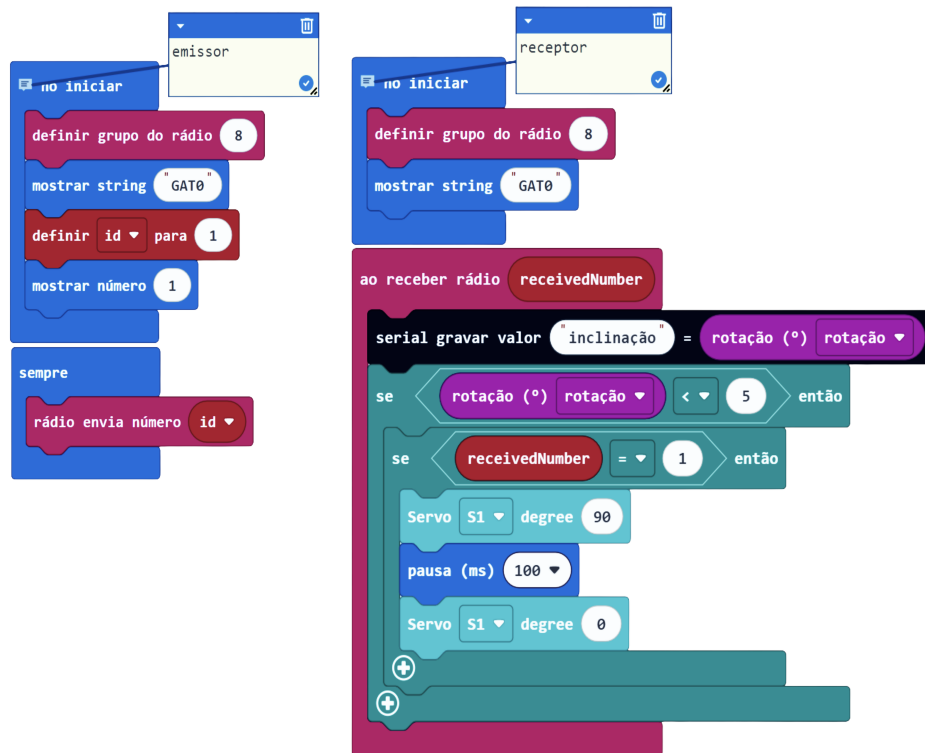 emissor
no iniciar
definir grupo do rádio 8
mostrar string "GAT0"
definir id para 1
mostrar número 1
sempre
rádio envia número id
receptor
no iniciar
definir grupo do rádio 8
mostrar string "GAT0"
ao receber rádio receivedNumber
serial gravar valor "inclinação" = rotação (º) rotação
se rotação (º) rotação < 5 então
se receivedNumber = 1 então
Servo S1 degree 90
pausa (ms) 100
Servo S1 degree 0